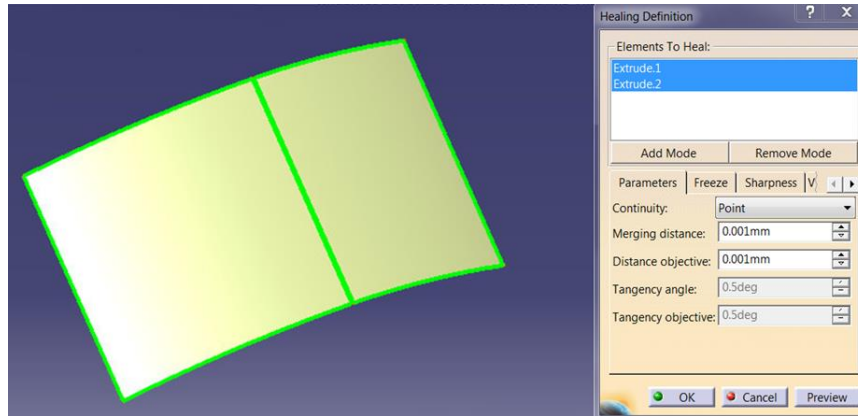 Healing Definition ? X
Elements To Heal:
Extrude.1
Extrude.2
Add Mode Remove Mode
Parameters Freeze Sharpness V
Continuity: Point
Merging distance: 0.001mm
Distance objective: 0.001mm
Tangency angle: 0.5deg
Tangency objective: 0.5deg
OK Cancel Preview